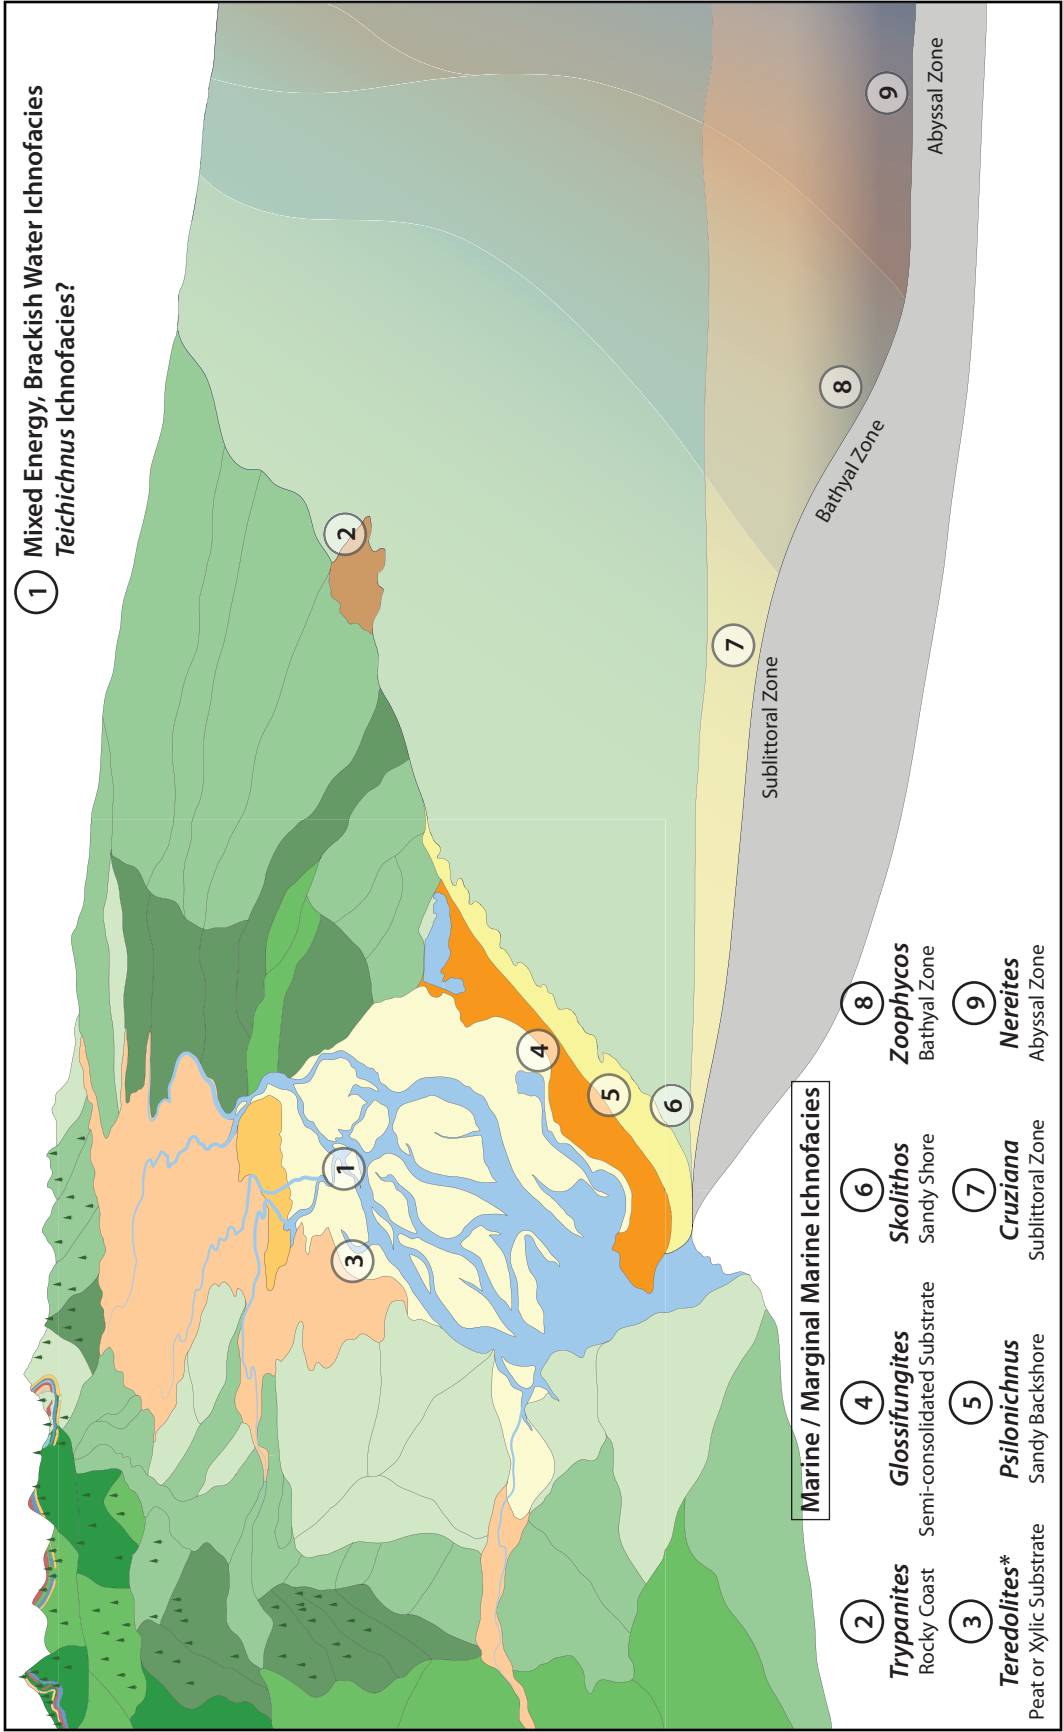 1 Mixed Energy, Brackish Water Ichnofacies
Teichichnus Ichnofacies?
1
2
3
4
5
6
7
8
9
Sublittoral Zone
Bathyal Zone
Abyssal Zone
Marine / Marginal Marine Ichnofacies
2
Trypanites
Rocky Coast
3
Teredolites*
Peat or Xylic Substrate
4
Glossifungites
Semi-consolidated Substrate
5
Psilonichnus
Sandy Backshore
6
Skolithos
Sandy Shore
7
Cruziana
Sublittoral Zone
8
Zoophycos
Bathyal Zone
9
Nereites
Abyssal Zone